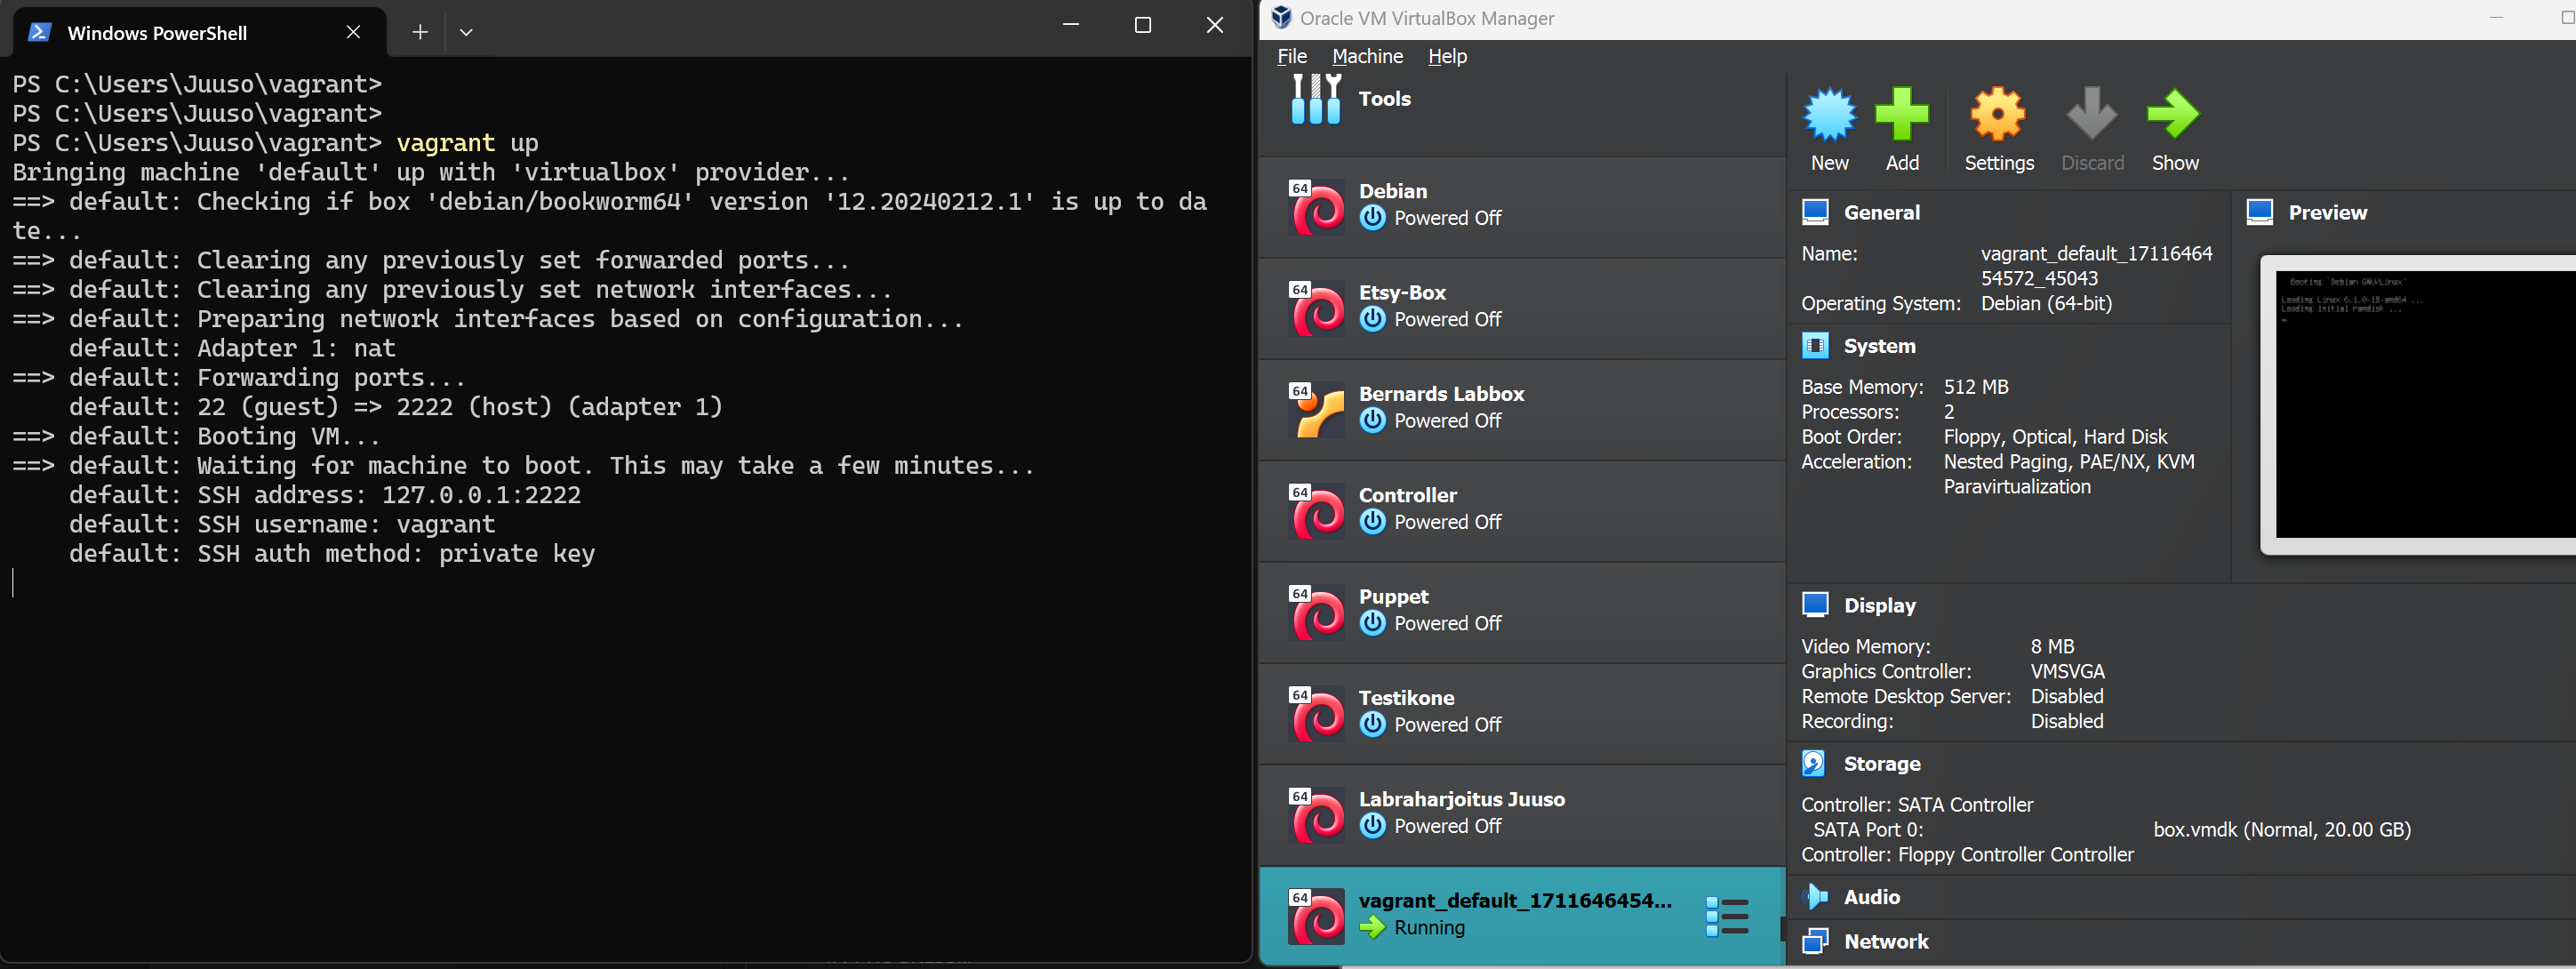 Windows PowerShell
PS C:\Users\Juuso\vagrant>
PS C:\Users\Juuso\vagrant>
PS C:\Users\Juuso\vagrant> vagrant up
Bringing machine 'default' up with 'virtualbox' provider...
==> default: Checking if box 'debian/bookworm64' version '12.20240212.1' is up to da
te...
==> default: Clearing any previously set forwarded ports...
==> default: Clearing any previously set network interfaces...
==> default: Preparing network interfaces based on configuration...
    default: Adapter 1: nat
==> default: Forwarding ports...
    default: 22 (guest) => 2222 (host) (adapter 1)
==> default: Booting VM...
==> default: Waiting for machine to boot. This may take a few minutes...
    default: SSH address: 127.0.0.1:2222
    default: SSH username: vagrant
    default: SSH auth method: private key
Oracle VM VirtualBox Manager
File Machine Help
Tools
64 Debian
Powered Off
64 Etsy-Box
Powered Off
64 Bernards Labbox
Powered Off
64 Controller
Powered Off
64 Puppet
Powered Off
64 Testikone
Powered Off
64 Labraharjoitus Juuso
Powered Off
64 vagrant_default_1711646454...
Running
New Add Settings Discard Show
General
Name: vagrant_default_17116464
54572_45043
Operating System: Debian (64-bit)
System
Base Memory: 512 MB
Processors: 2
Boot Order: Floppy, Optical, Hard Disk
Acceleration: Nested Paging, PAE/NX, KVM
Paravirtualization
Preview
Booting `Debian GNU/Linux'
Loading Linux 6.1.0-18-amd64 ...
Loading initial ramdisk ...
Display
Video Memory: 8 MB
Graphics Controller: VMSVGA
Remote Desktop Server: Disabled
Recording: Disabled
Storage
Controller: SATA Controller
SATA Port 0: box.vmdk (Normal, 20.00 GB)
Controller: Floppy Controller Controller
Audio
Network